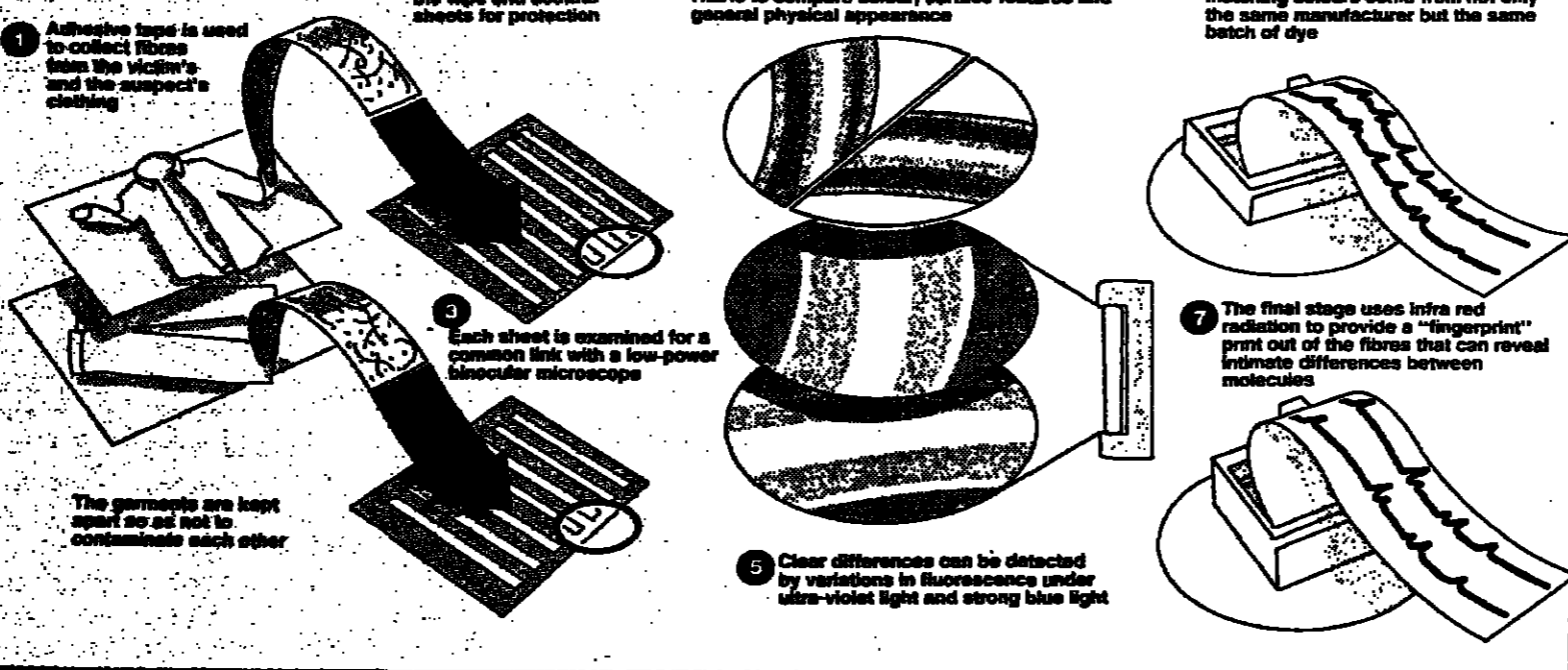 sheets for protection
general physical appearance
the same manufacturer but the same
batch of dye
1
Adhesive tape is used
to collect fibres
from the victim's
and the suspect's
clothing
3
Each sheet is examined for a
common link with a low-power
binocular microscope
The garments are kept
apart so as not to
contaminate each other
5
Clear differences can be detected
by variations in fluorescence under
ultra-violet light and strong blue light
7
The final stage uses infra red
radiation to provide a "fingerprint"
print out of the fibres that can reveal
intimate differences between
molecules